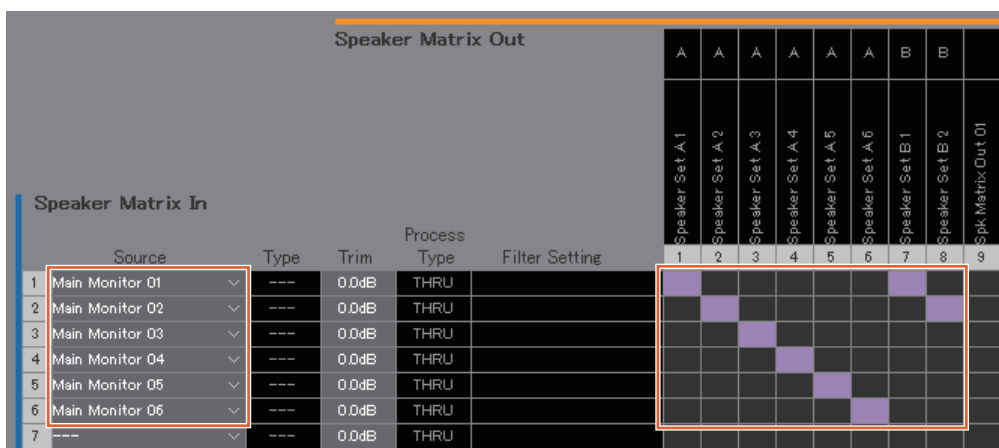 Speaker Matrix Out
A A A A A A B B
Speaker Set A 1
Speaker Set A 2
Speaker Set A 3
Speaker Set A 4
Speaker Set A 5
Speaker Set A 6
Speaker Set B 1
Speaker Set B 2
Spk Matrix Out 01
Speaker Matrix In
Source Type Trim Process Type Filter Setting 1 2 3 4 5 6 7 8 9
1 Main Monitor 01 --- 0.0dB THRU
2 Main Monitor 02 --- 0.0dB THRU
3 Main Monitor 03 --- 0.0dB THRU
4 Main Monitor 04 --- 0.0dB THRU
5 Main Monitor 05 --- 0.0dB THRU
6 Main Monitor 06 --- 0.0dB THRU
7 --- --- 0.0dB THRU